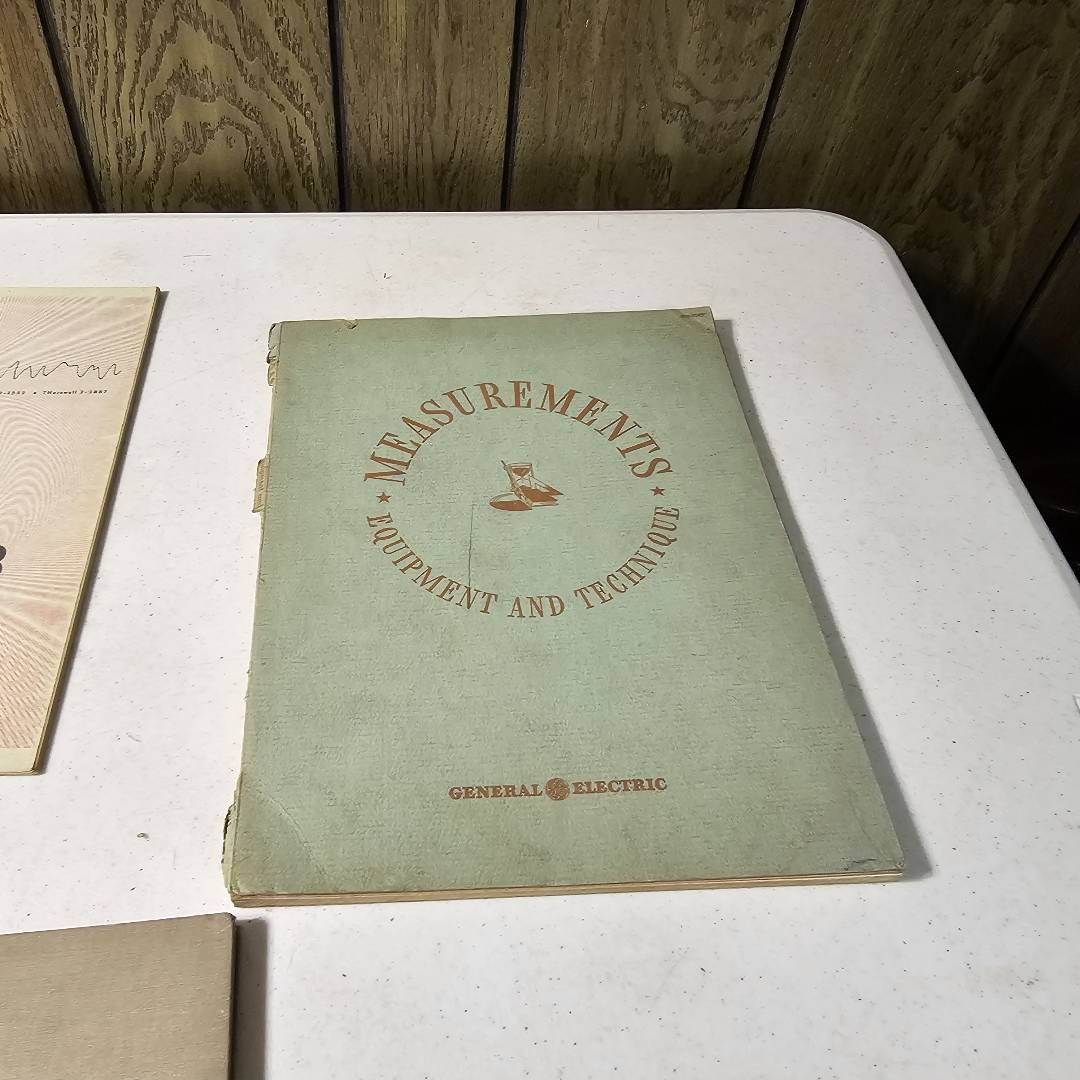 MEASUREMENTS
★ ★
EQUIPMENT AND TECHNIQUE
GENERAL ELECTRIC